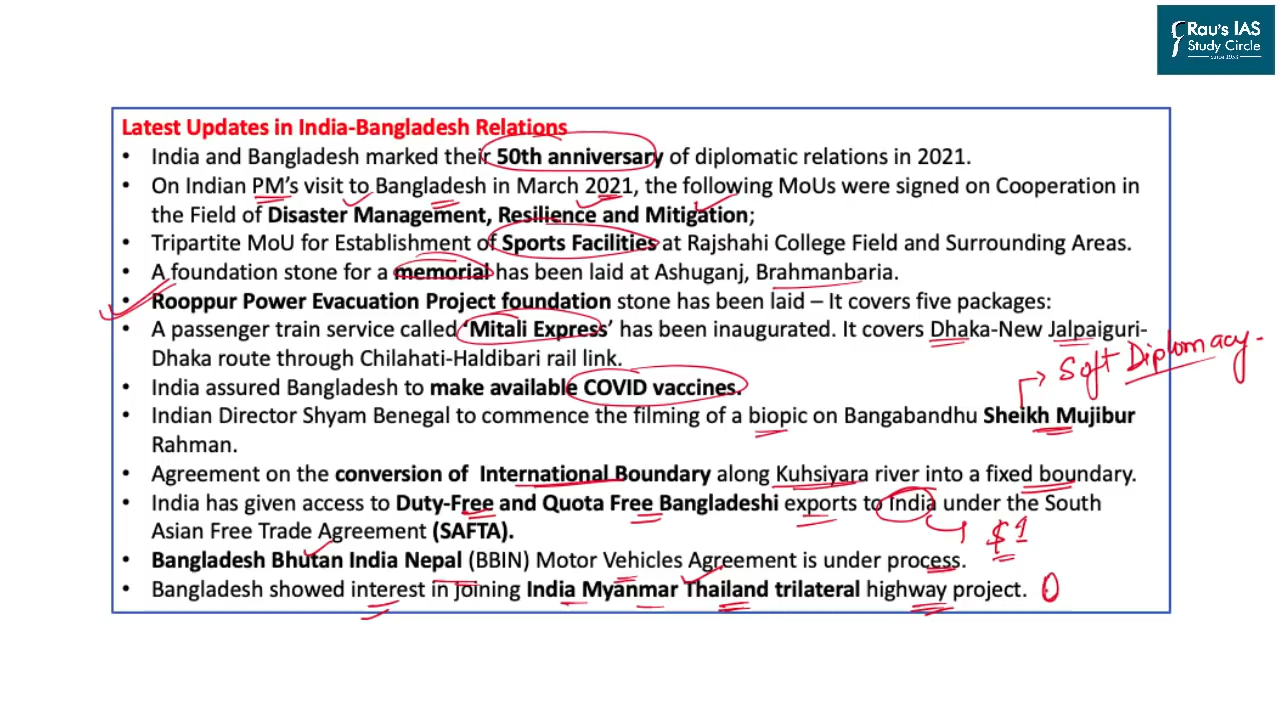 Rau's IAS
Study Circle
since 1953
Latest Updates in India-Bangladesh Relations
• India and Bangladesh marked their 50th anniversary of diplomatic relations in 2021.
• On Indian PM's visit to Bangladesh in March 2021, the following MoUs were signed on Cooperation in
the Field of Disaster Management, Resilience and Mitigation;
• Tripartite MoU for Establishment of Sports Facilities at Rajshahi College Field and Surrounding Areas.
• A foundation stone for a memorial has been laid at Ashuganj, Brahmanbaria.
• Rooppur Power Evacuation Project foundation stone has been laid – It covers five packages:
• A passenger train service called 'Mitali Express' has been inaugurated. It covers Dhaka-New Jalpaiguri-
Dhaka route through Chilahati-Haldibari rail link.
Soft Diplomacy.
• India assured Bangladesh to make available COVID vaccines.
• Indian Director Shyam Benegal to commence the filming of a biopic on Bangabandhu Sheikh Mujibur
Rahman.
• Agreement on the conversion of International Boundary along Kuhsiyara river into a fixed boundary.
• India has given access to Duty-Free and Quota Free Bangladeshi exports to India under the South
Asian Free Trade Agreement (SAFTA).
• Bangladesh Bhutan India Nepal (BBIN) Motor Vehicles Agreement is under process.
• Bangladesh showed interest in joining India Myanmar Thailand trilateral highway project.